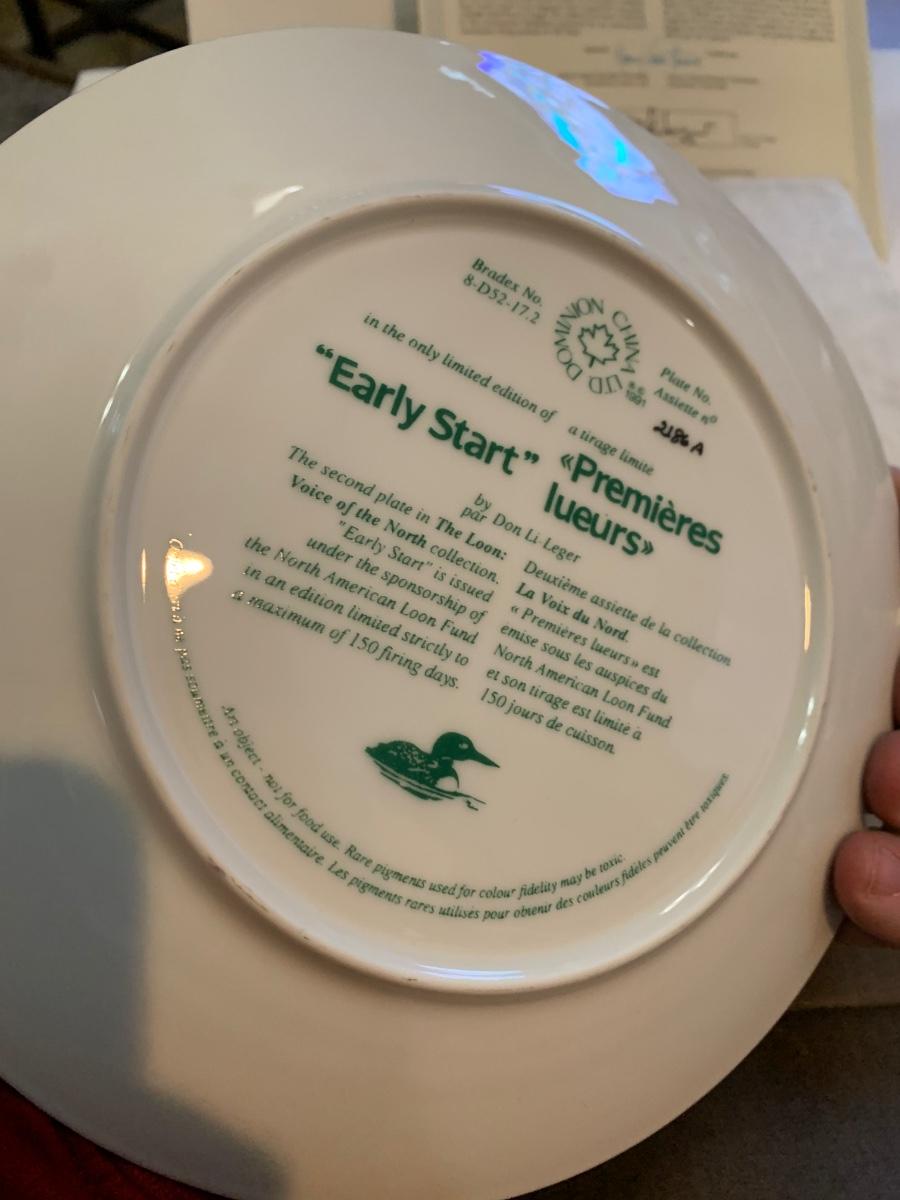 Bradex No.
8-D52-17.2
DOMINION CHINA LTD
1991
Plate No.
Assiette nº
2186 A
in the only limited edition of
"Early Start"
a tirage limite
«Premières
lueurs»
by
par Don Li-Leger
The second plate in The Loon:
Voice of the North collection.
"Early Start" is issued
under the sponsorship of
the North American Loon Fund
in an edition limited strictly to
a maximum of 150 firing days.
Deuxième assiette de la collection
La Voix du Nord.
« Premières lueurs » est
émise sous les auspices du
North American Loon Fund
et son tirage est limité à
150 jours de cuisson.
Art object - not for food use. Rare pigments used for colour fidelity may be toxic.
pas soumettre à un contact alimentaire. Les pigments rares utilisés pour obtenir des couleurs fidèles peuvent être toxiques.